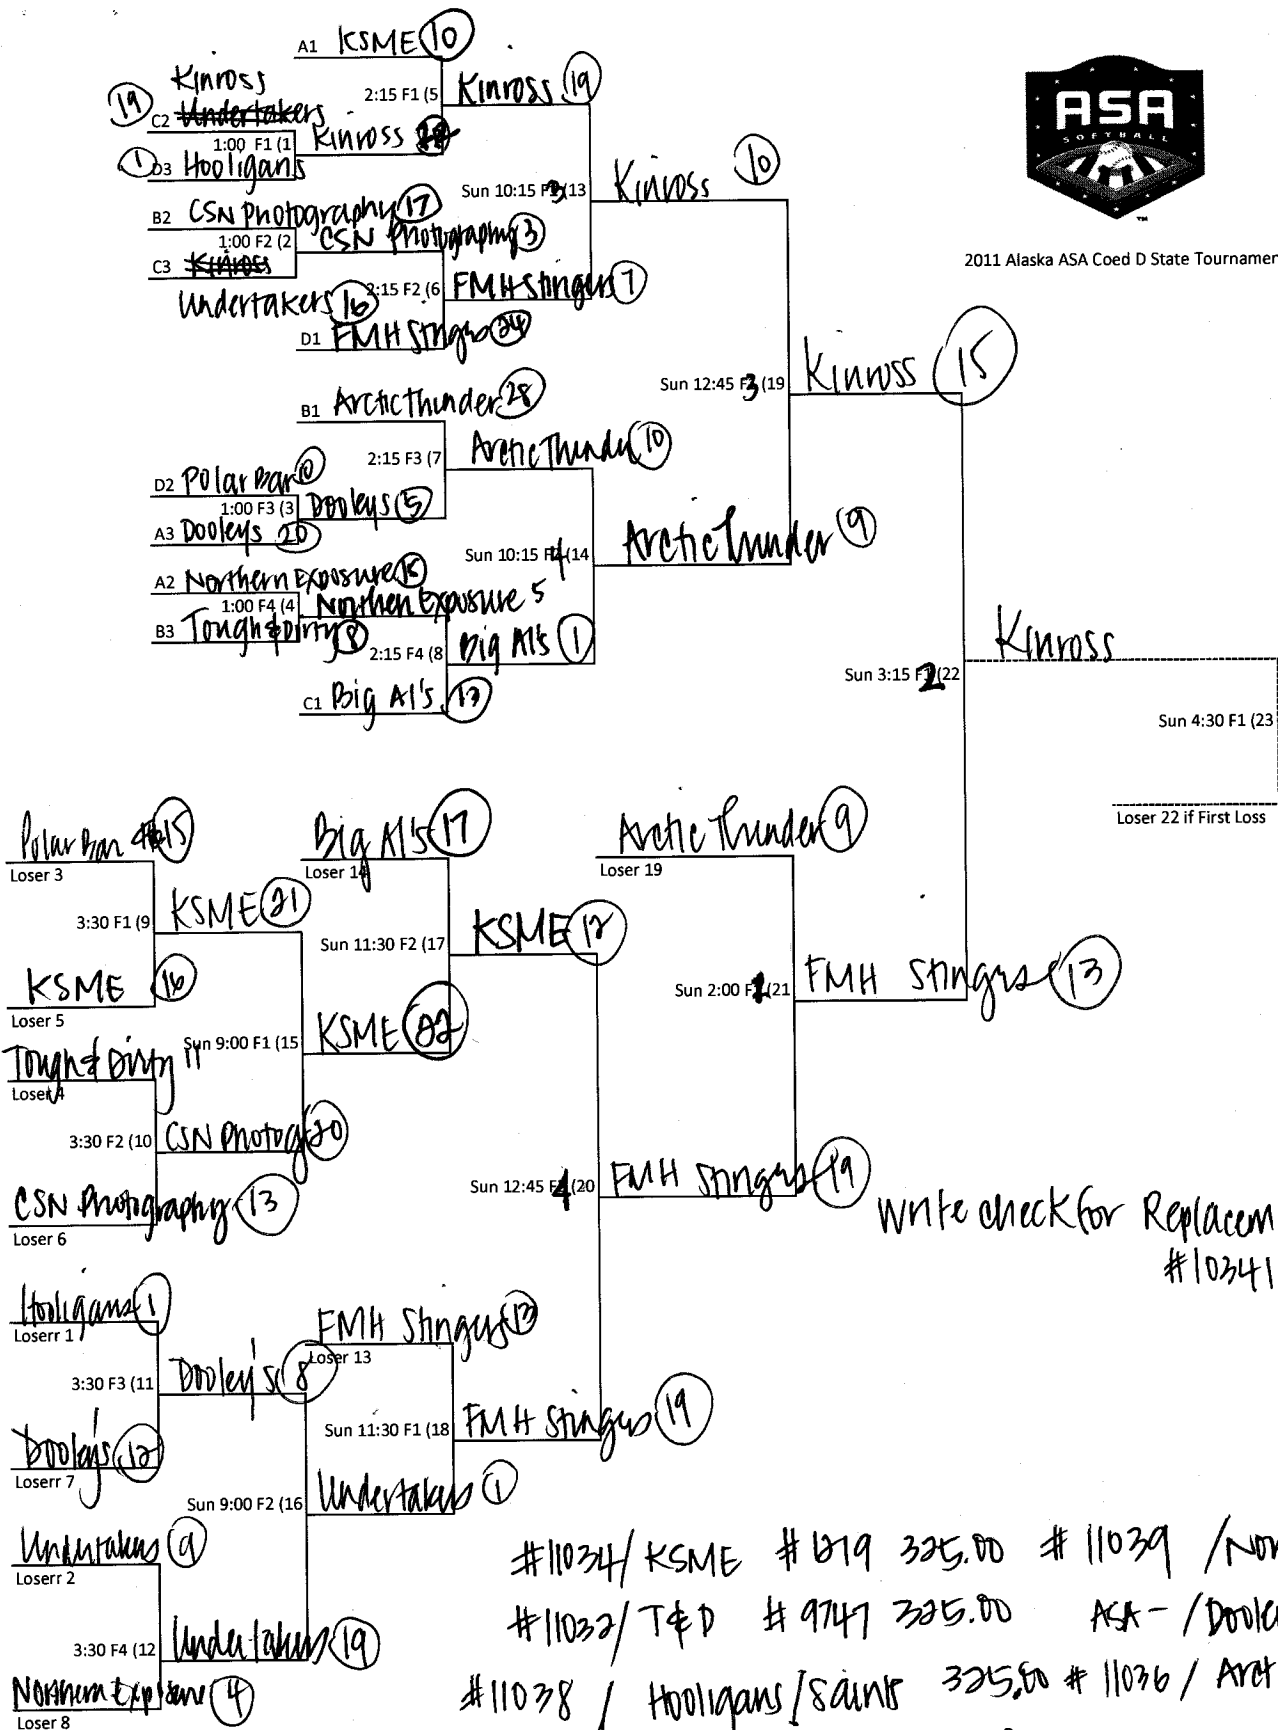 A1 KSME 10
Kinross
19 C2 Undertakers
2:15 F1 (5 Kinross 19
1:00 F1 (1 Kinross
1 D3 Hooligans
ASA
SOFTBALL
TM
2011 Alaska ASA Coed D State Tournamen
Sun 10:15 F3 (13 Kinross 10
B2 CSN Photography 17
1:00 F2 (2 CSN Photography 3
C3 Kinross
Undertakers 16
2:15 F2 (6 FMH Stingers 7
D1 FMH Stingrs 24
Sun 12:45 F3 (19 Kinross 15
B1 Arctic Thunder 28
2:15 F3 (7 Arctic Thunder 10
D2 Polar Bar 10
1:00 F3 (3 Dooleys 5
A3 Dooleys 20
Sun 10:15 F4 (14 Arctic Thunder 9
A2 Northern Exposure 15
1:00 F4 (4 Northen Exposure 5
B3 Tough & Dirty 8
2:15 F4 (8 Big Al's 1
C1 Big Al's
Sun 3:15 F2 (22 Kinross
Sun 4:30 F1 (23
Loser 22 if First Loss
Polar Bar 15
Loser 3
3:30 F1 (9 KSME 21
KSME 16
Loser 5
Big Al's 17
Loser 14
Sun 11:30 F2 (17 KSME 12
Arctic Thunder 9
Loser 19
Sun 2:00 F1 (21 FMH Stingrs 13
Sun 9:00 F1 (15 KSME 22
Tough & Dirty 11
Loser 4
3:30 F2 (10 CSN Photog 20
CSN Photography 13
Loser 6
Sun 12:45 F4 (20 FMH Stingers 19
Write check for Replacem
#10341
Hooligans 1
Loserr 1
3:30 F3 (11 Dooley's 8
Dooley's 12
Loserr 7
FMH Stingers 13
Loser 13
Sun 11:30 F1 (18 FMH Stingers 19
Sun 9:00 F2 (16 Undertakers 1
Undertakers 9
Loserr 2
3:30 F4 (12 Undertakers 19
Northern Exposure 4
Loser 8
#11034/ KSME # 1279 325.00 # 11039 /Nor
#11032/ T&D # 9747 325.00 ASA - /Doole
#11038 / Hooligans/Saints 325.00 # 11036 / Arct